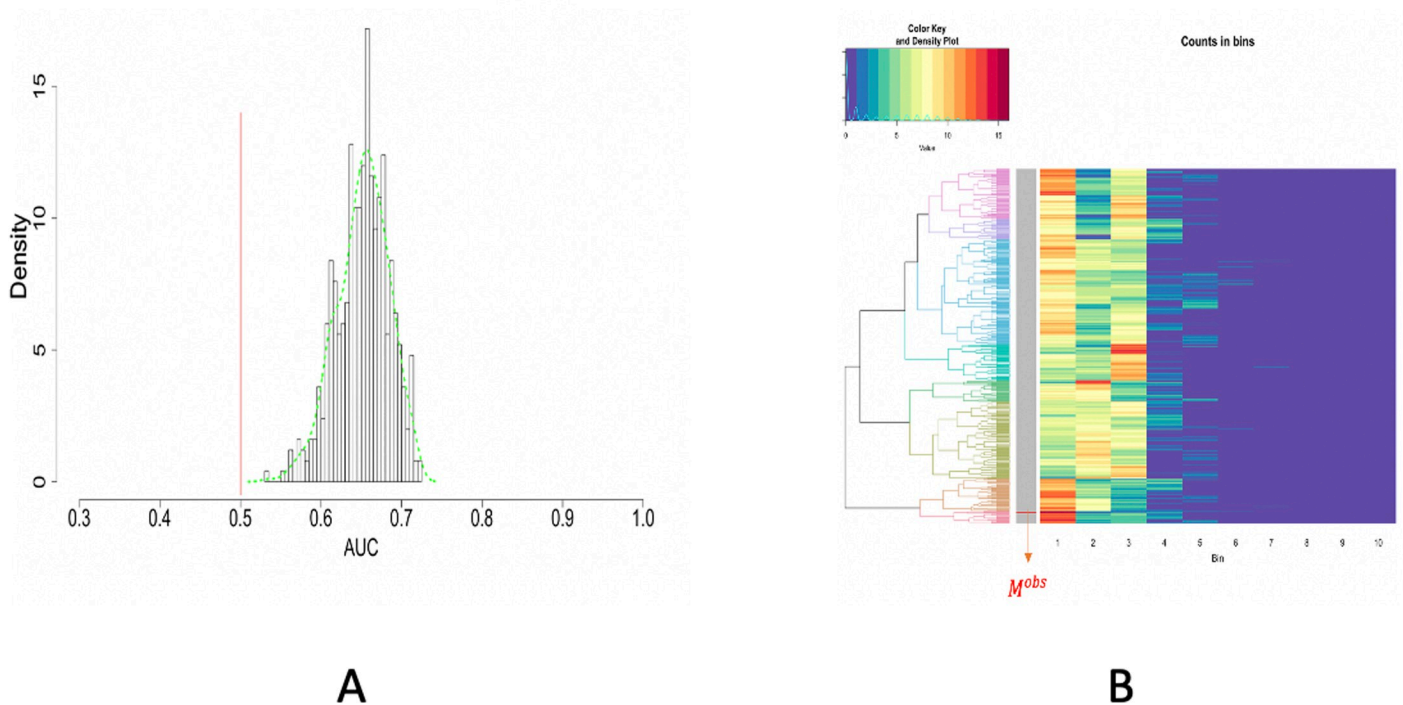 15
10
5
0
Density
0.3 0.4 0.5 0.6 0.7 0.8 0.9 1.0
AUC
A
Color Key
and Density Plot
0 5 10 15
Value
Counts in bins
1 2 3 4 5 6 7 8 9 10
Bin
M^obs
B